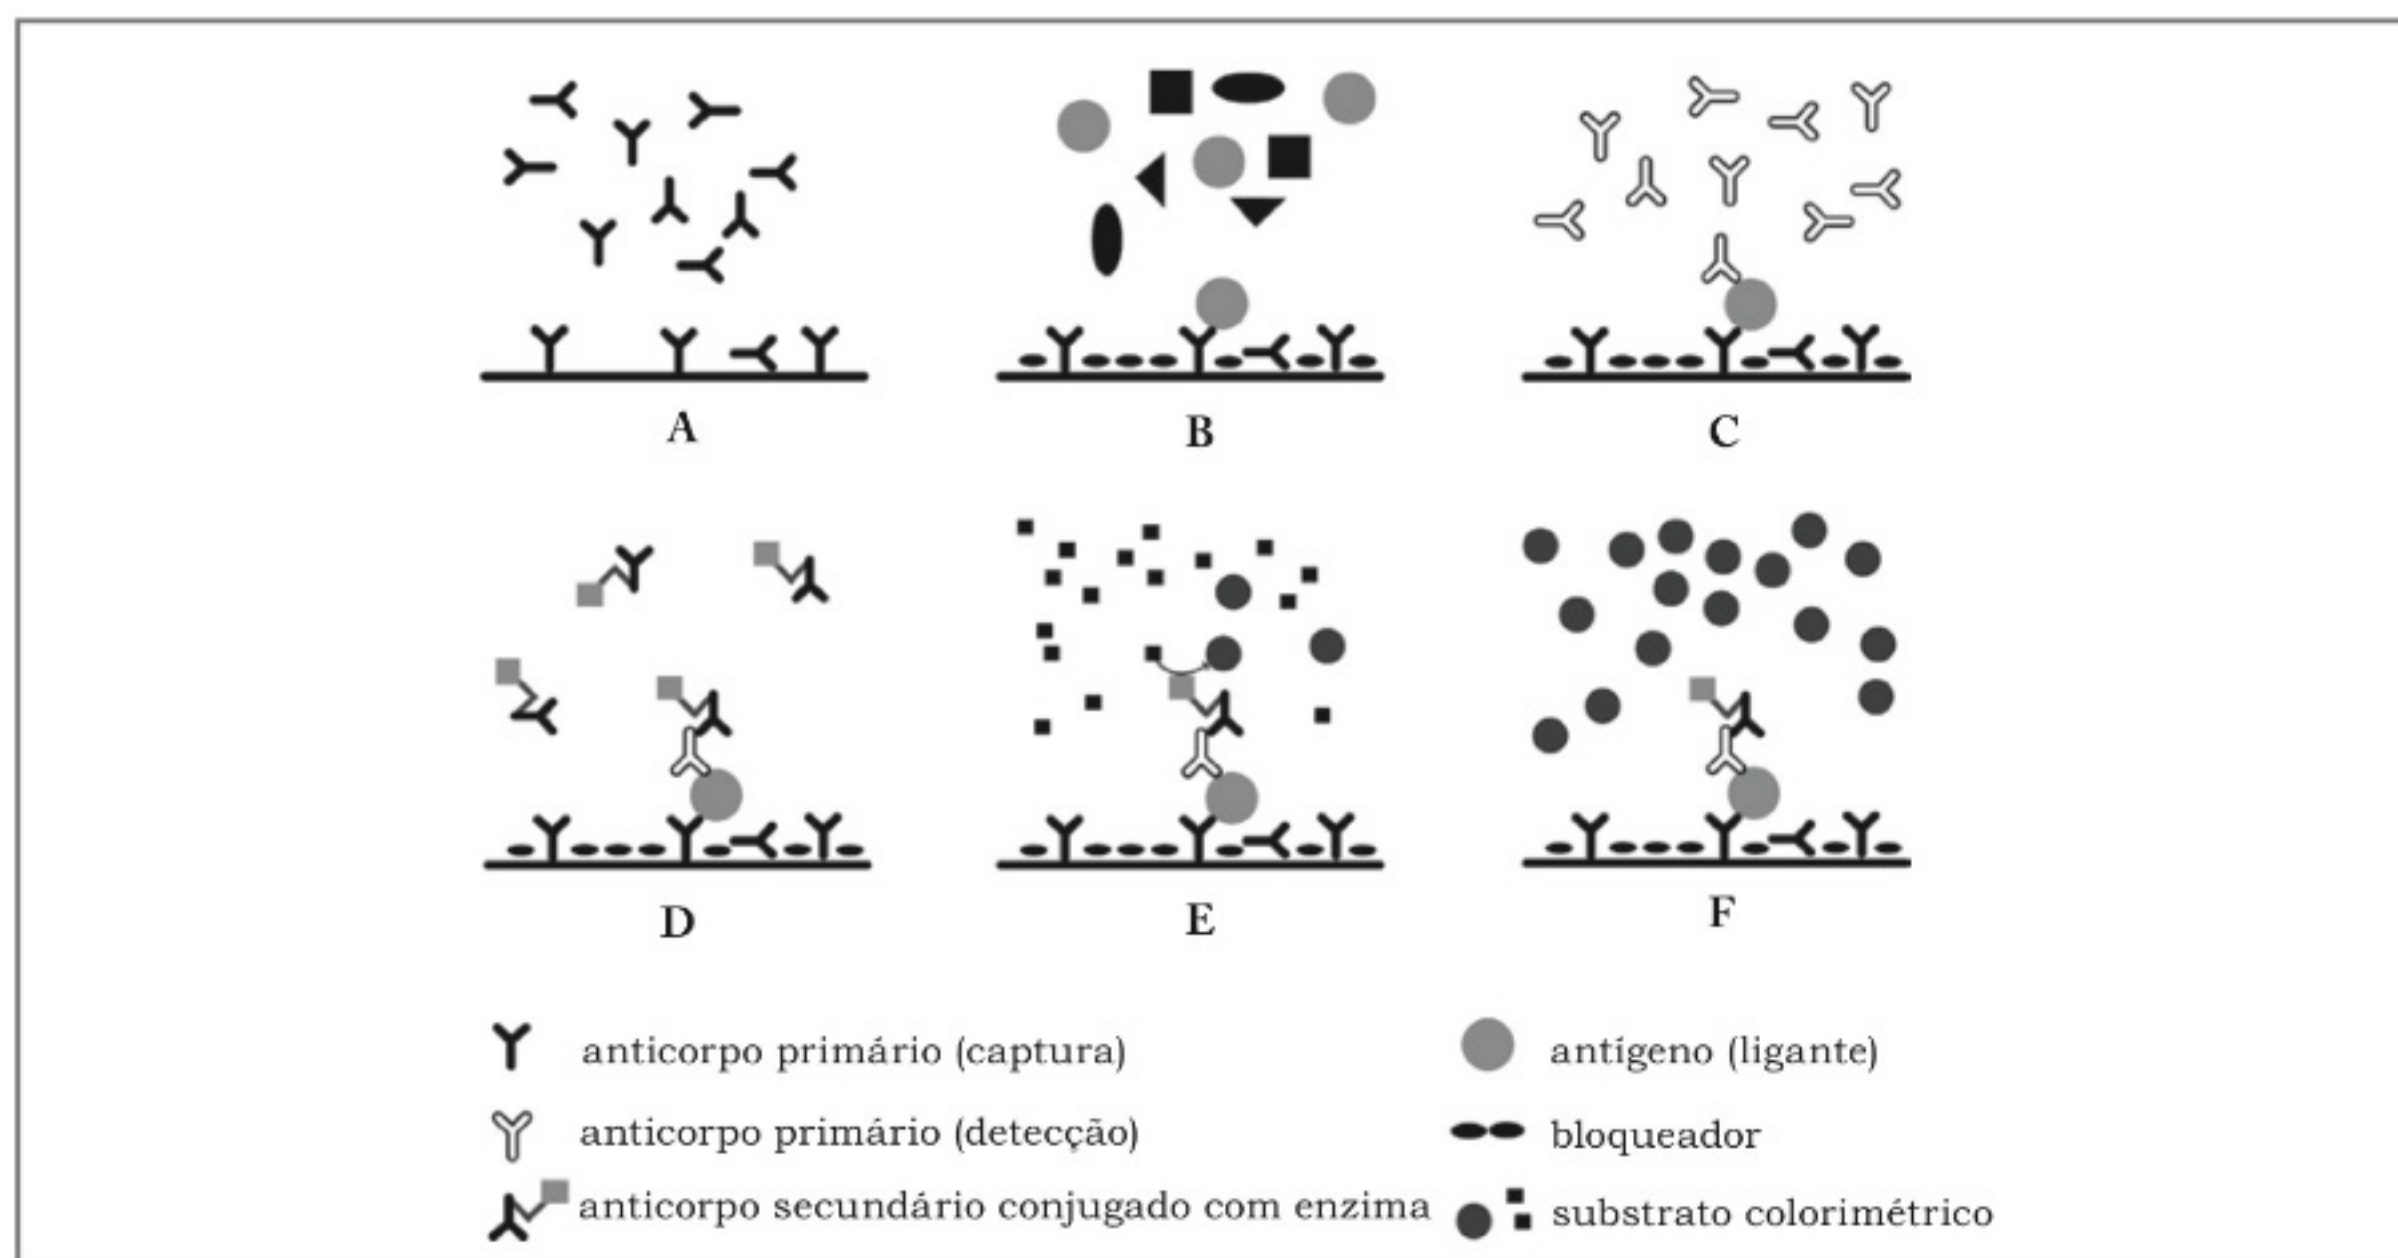 A
B
C
D
E
F
anticorpo primário (captura)
antígeno (ligante)
anticorpo primário (detecção)
bloqueador
anticorpo secundário conjugado com enzima
substrato colorimétrico